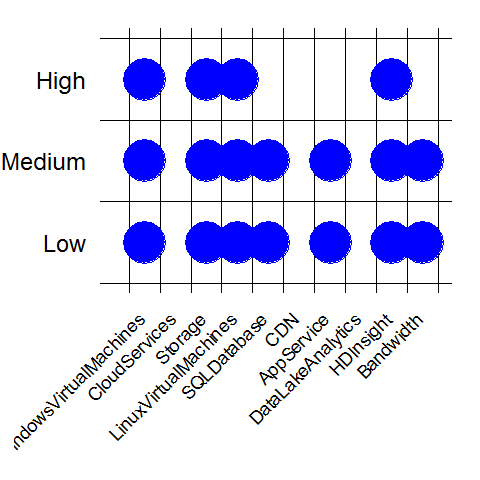 High
Medium
Low
ndowsVirtualMachines
CloudServices
Storage
LinuxVirtualMachines
SQLDatabase
CDN
AppService
DataLakeAnalytics
HDInsight
Bandwidth